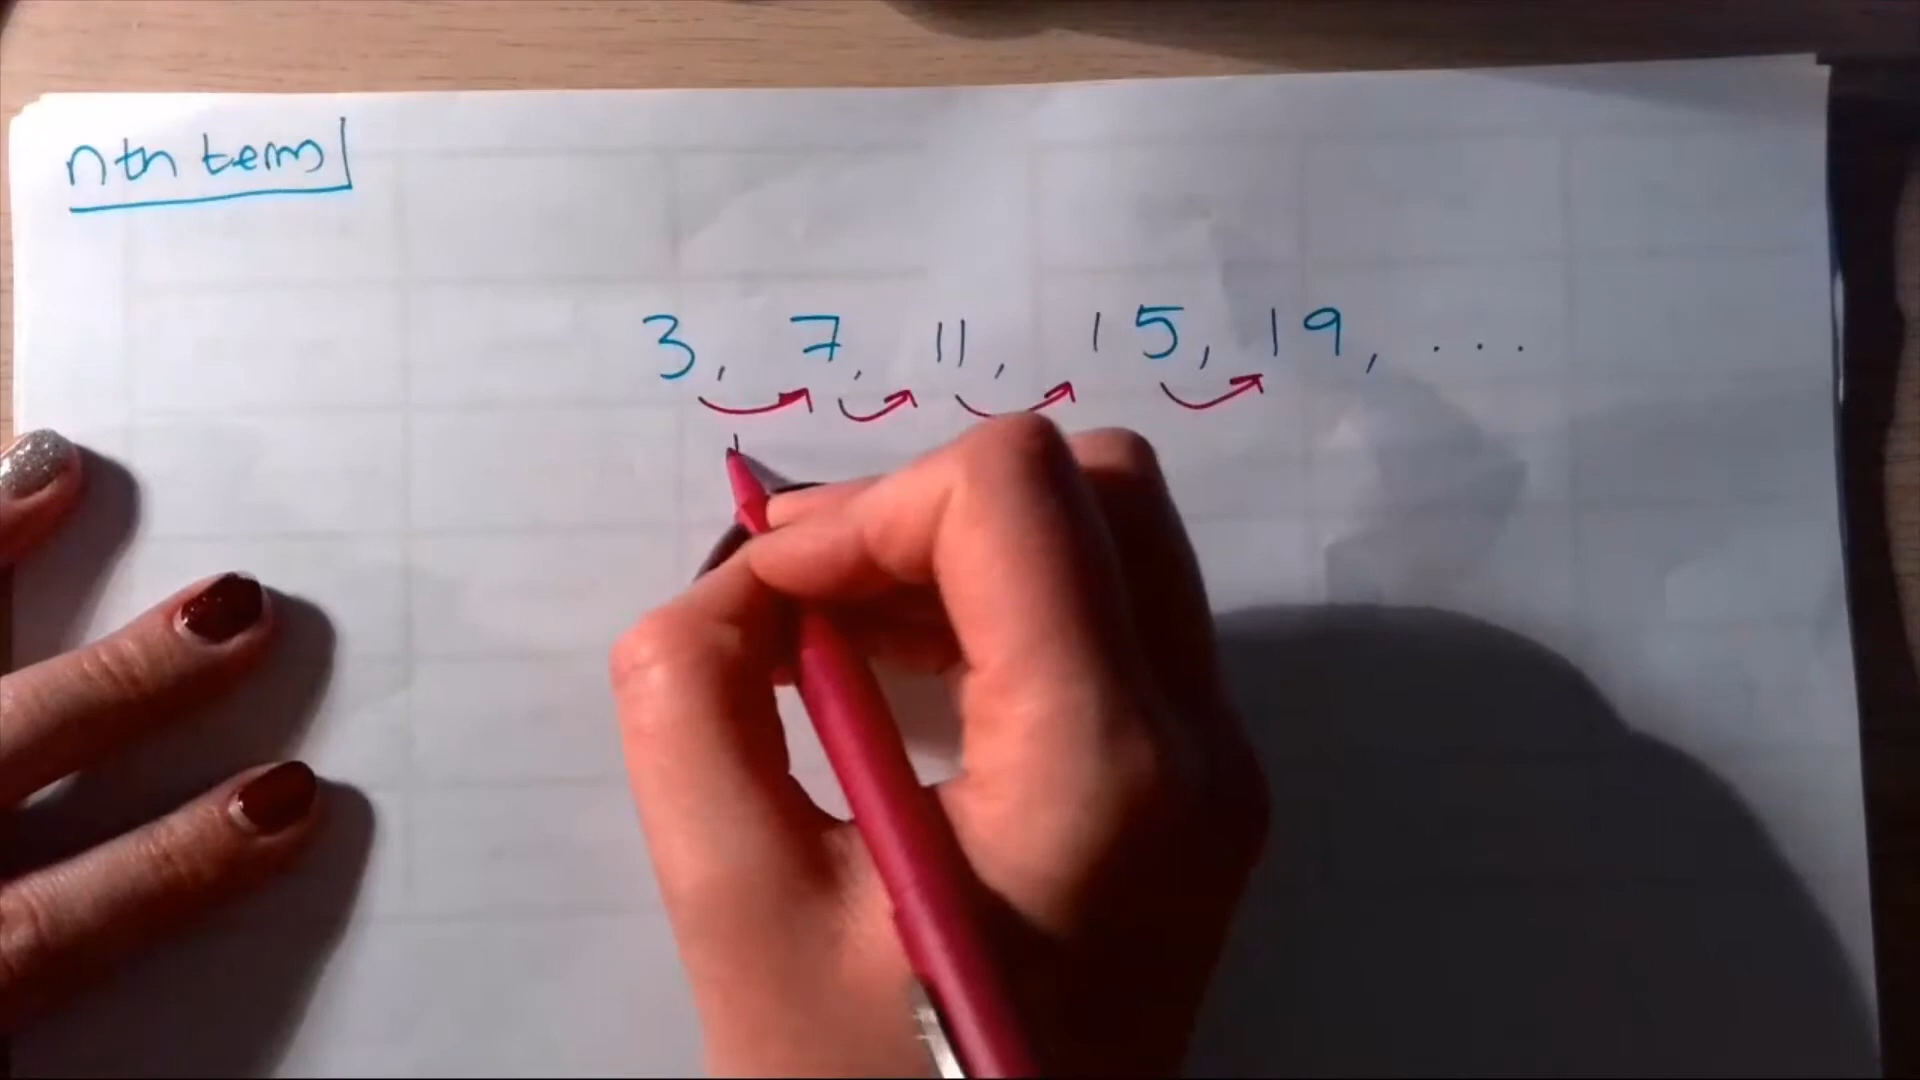 nth term
3, 7, 11, 15, 19, ...